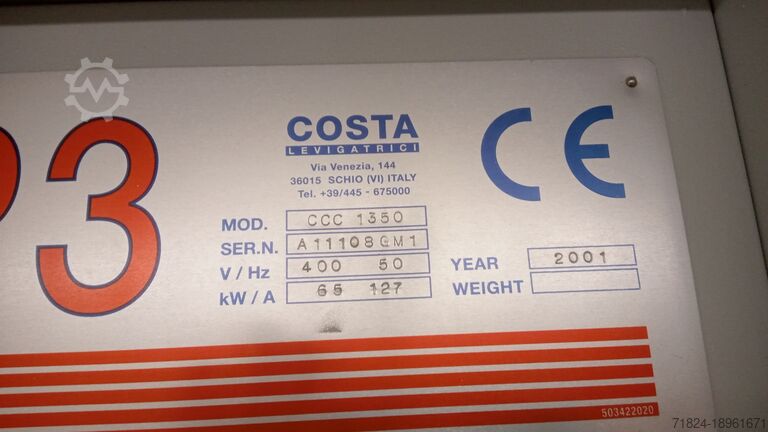 3
COSTA
LEVIGATRICI
Via Venezia, 144
36015 SCHIO (VI) ITALY
Tel. +39/445 - 675000
CE
MOD. CCC 1350
SER.N. A11108GM1
V / Hz 400 50
kW / A 65 127
YEAR 2001
WEIGHT
503422020
71824-18961671